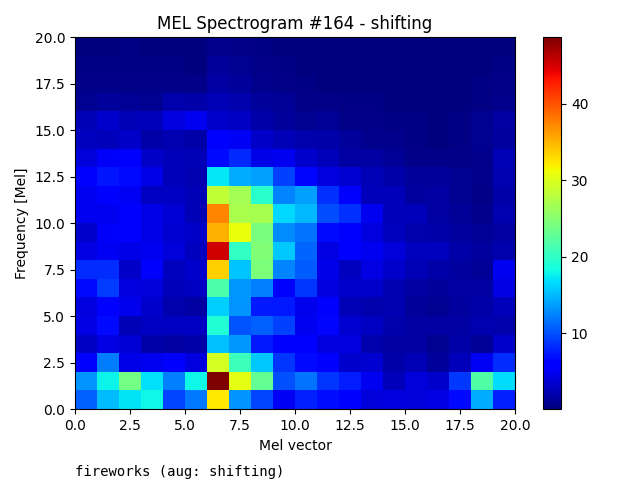 MEL Spectrogram #164 - shifting
20.0
17.5
15.0
12.5
10.0
7.5
5.0
2.5
0.0
Frequency [Mel]
0.0 2.5 5.0 7.5 10.0 12.5 15.0 17.5 20.0
Mel vector
40
30
20
10
fireworks (aug: shifting)